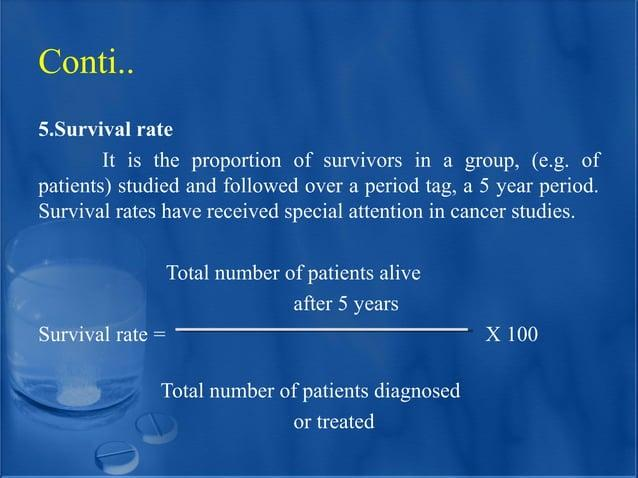 Conti..
5.Survival rate
It is the proportion of survivors in a group, (e.g. of
patients) studied and followed over a period tag, a 5 year period.
Survival rates have received special attention in cancer studies.
Total number of patients alive
after 5 years
Survival rate = X 100
Total number of patients diagnosed
or treated